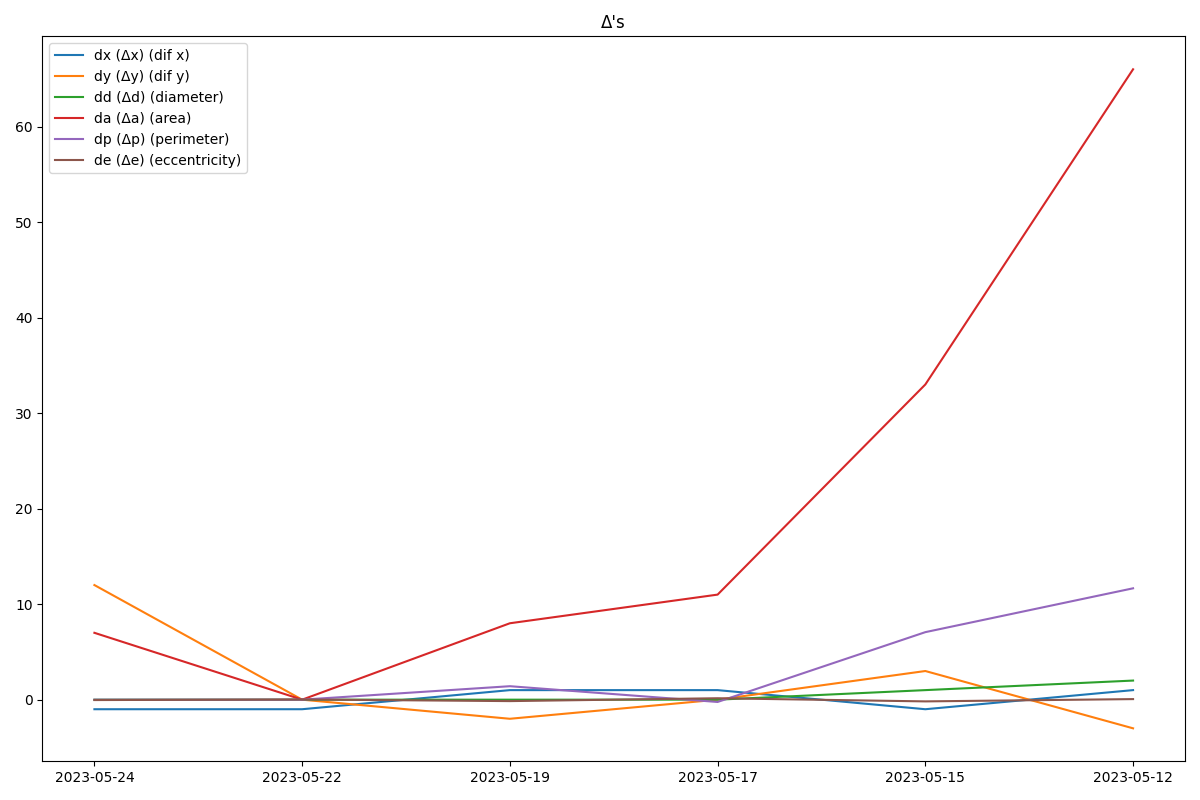 Δ's
dx (Δx) (dif x)
dy (Δy) (dif y)
dd (Δd) (diameter)
da (Δa) (area)
dp (Δp) (perimeter)
de (Δe) (eccentricity)
60
50
40
30
20
10
0
2023-05-24 2023-05-22 2023-05-19 2023-05-17 2023-05-15 2023-05-12